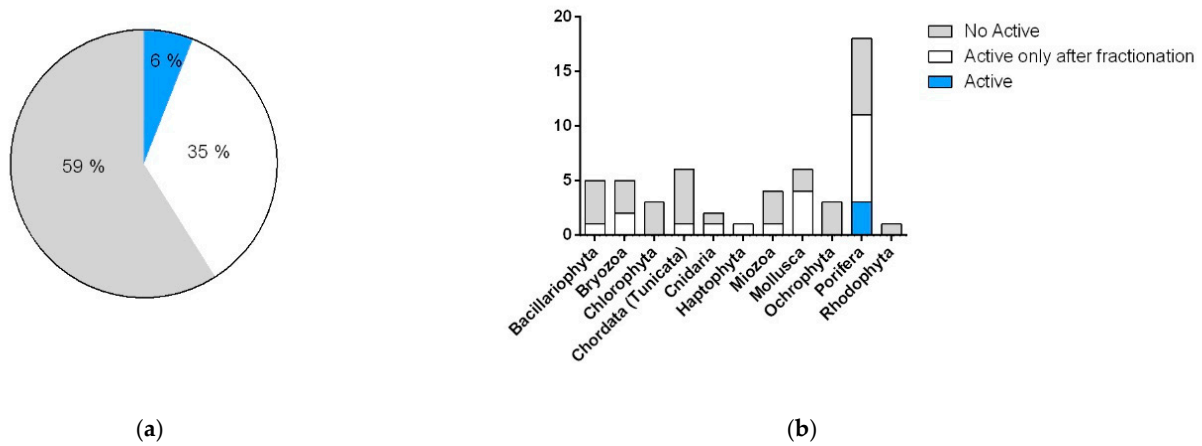 6 %
35 %
59 %
(a)
20
15
10
5
0
No Active
Active only after fractionation
Active
Bacillariophyta
Bryozoa
Chlorophyta
Chordata (Tunicata)
Cnidaria
Haptophyta
Miozoa
Mollusca
Ochrophyta
Porifera
Rhodophyta
(b)